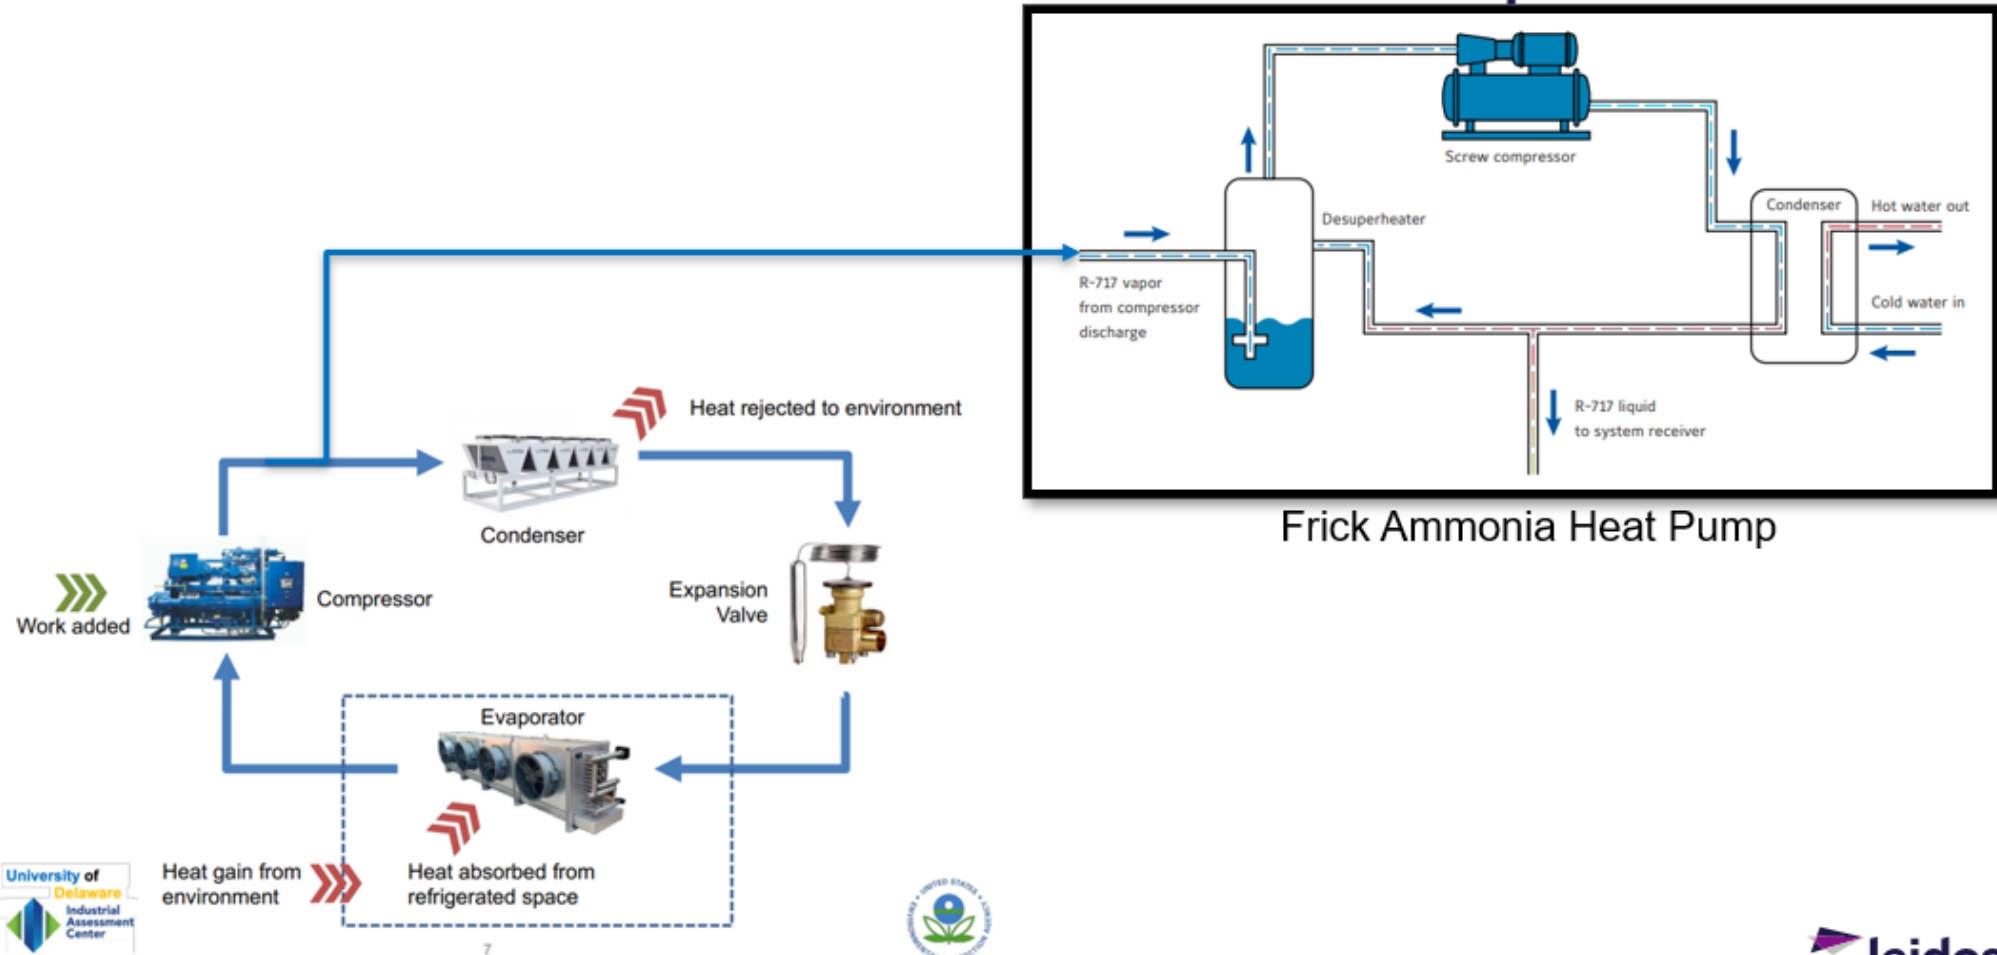 Screw compressor
Condenser
Hot water out
Desuperheater
R-717 vapor
from compressor
discharge
Cold water in
R-717 liquid
to system receiver
Frick Ammonia Heat Pump
Heat rejected to environment
Condenser
Compressor
Work added
Expansion
Valve
Evaporator
Heat gain from
environment
Heat absorbed from
refrigerated space
University of
Delaware
Industrial
Assessment
Center
7
UNITED STATES